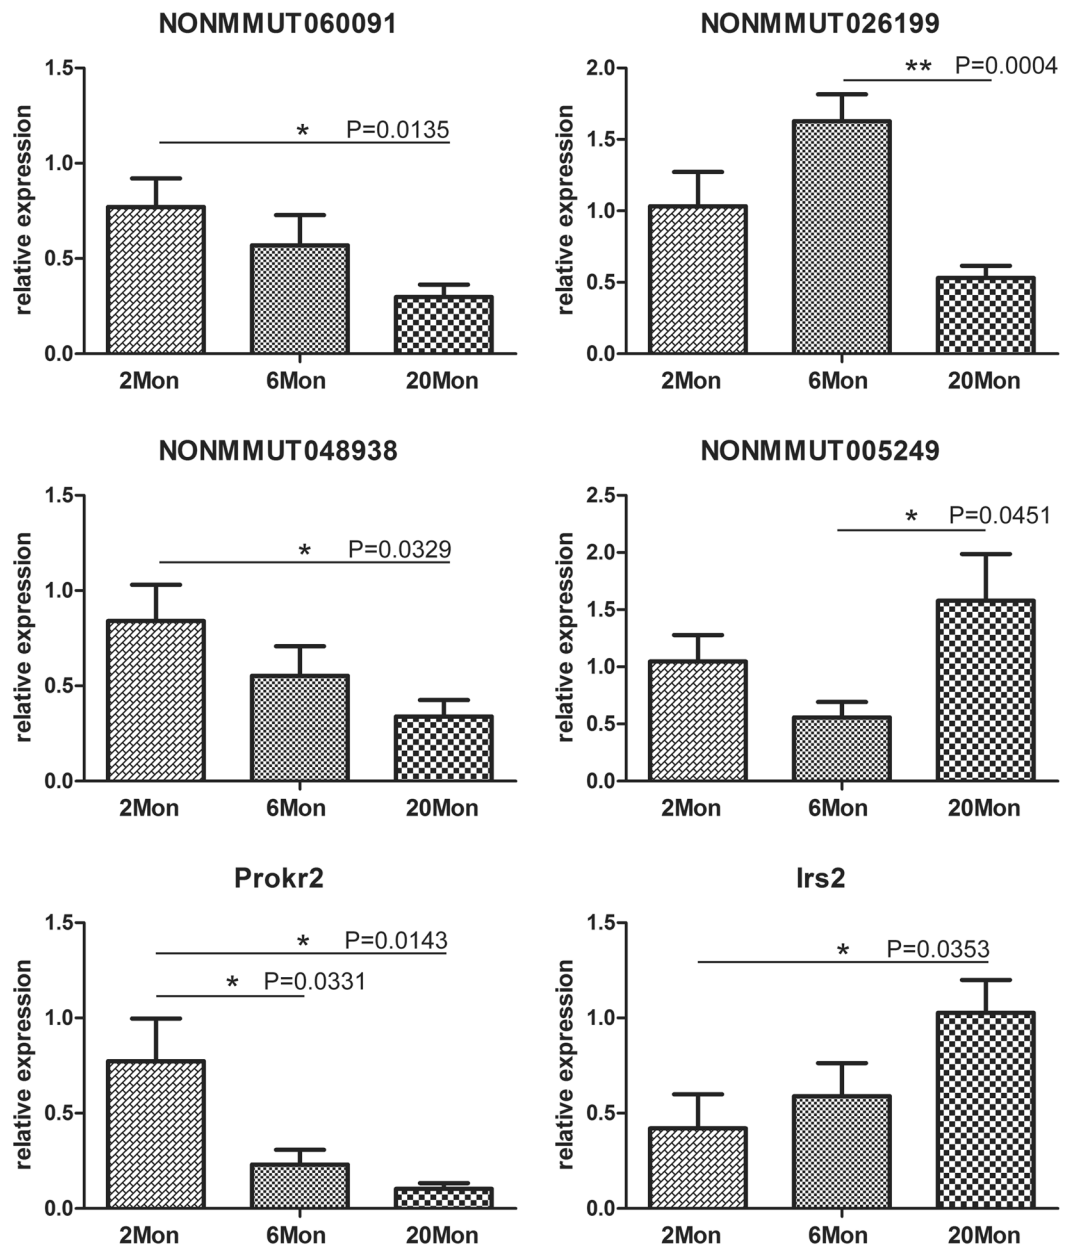 NONMMUT060091
relative expression
1.5
1.0
0.5
0.0
* P=0.0135
2Mon 6Mon 20Mon
NONMMUT026199
relative expression
2.0
1.5
1.0
0.5
0.0
** P=0.0004
2Mon 6Mon 20Mon
NONMMUT048938
relative expression
1.5
1.0
0.5
0.0
* P=0.0329
2Mon 6Mon 20Mon
NONMMUT005249
relative expression
2.5
2.0
1.5
1.0
0.5
0.0
* P=0.0451
2Mon 6Mon 20Mon
Prokr2
relative expression
1.5
1.0
0.5
0.0
* P=0.0143
* P=0.0331
2Mon 6Mon 20Mon
Irs2
relative expression
1.5
1.0
0.5
0.0
* P=0.0353
2Mon 6Mon 20Mon